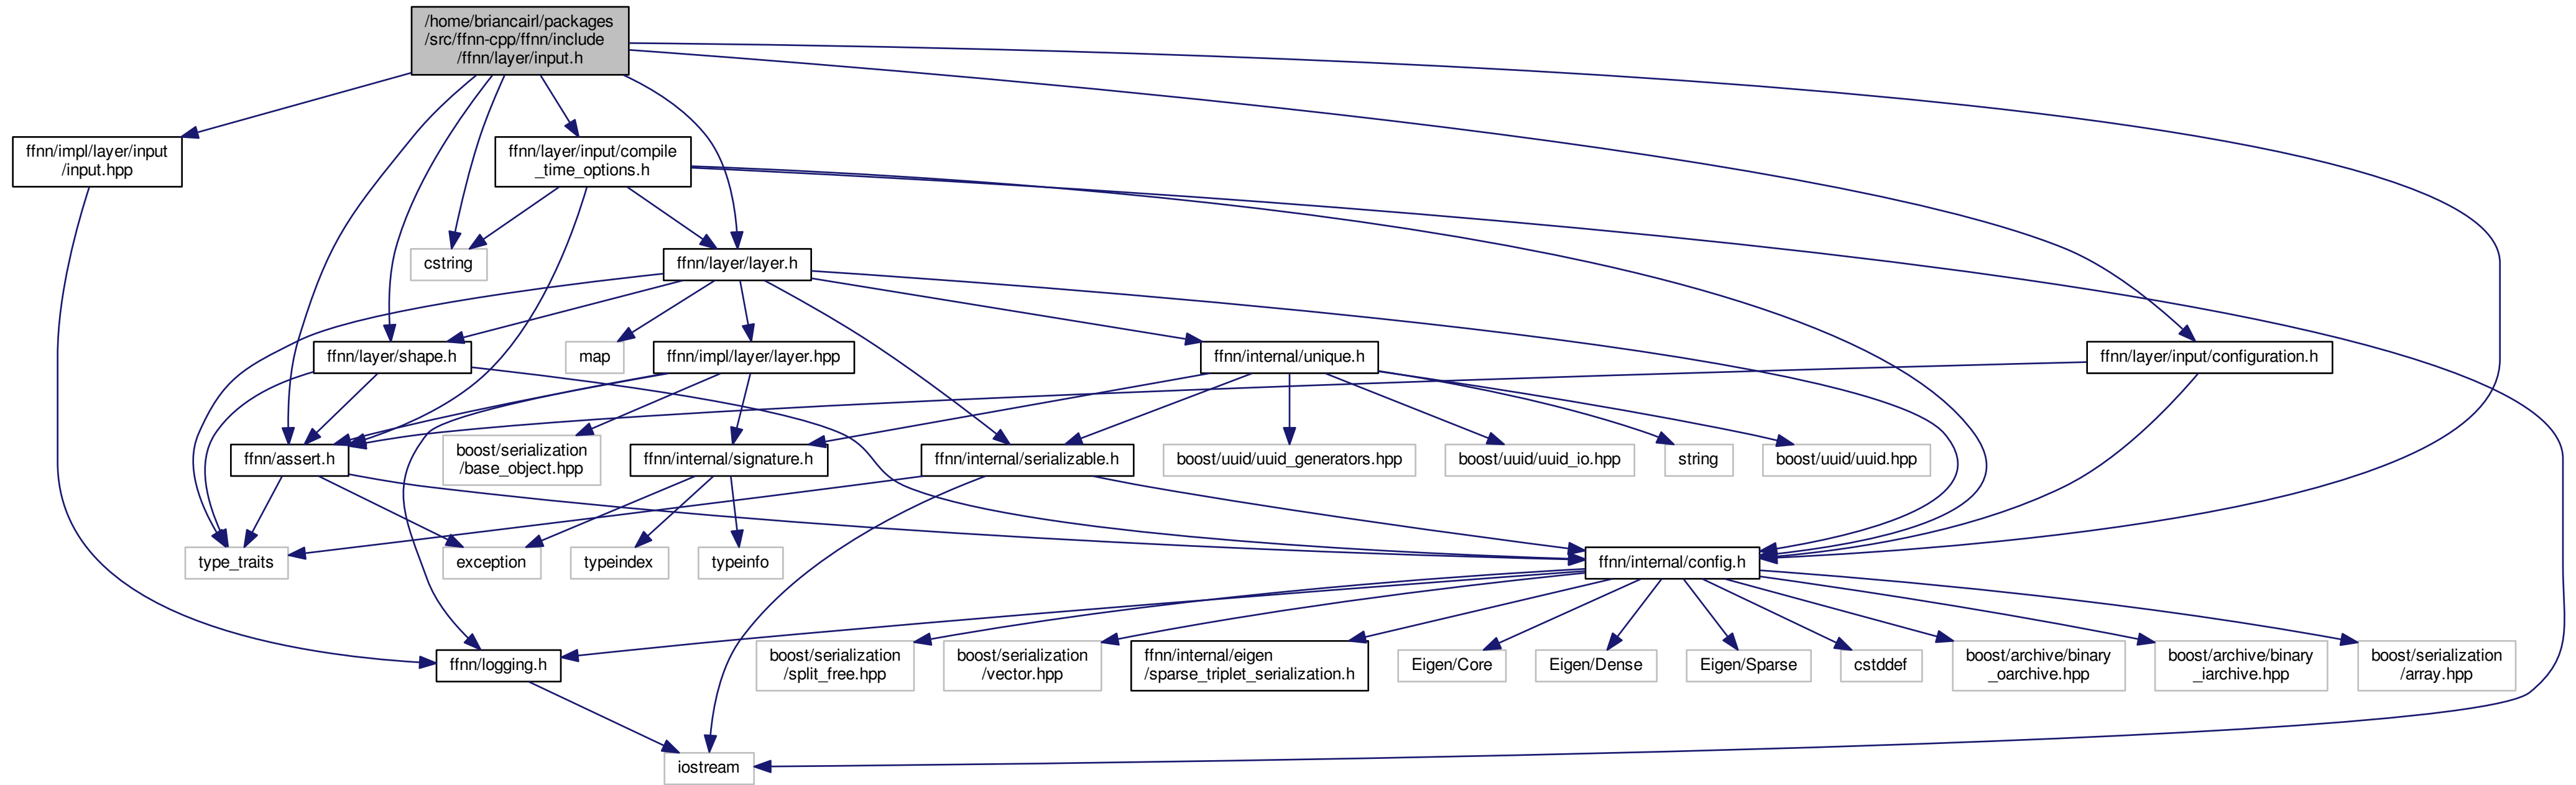 /home/briancairl/packages
/src/ffnn-cpp/ffnn/include
/ffnn/layer/input.h
ffnn/impl/layer/input
/input.hpp
ffnn/layer/input/compile
_time_options.h
cstring
ffnn/layer/layer.h
ffnn/layer/shape.h
map
ffnn/impl/layer/layer.hpp
ffnn/internal/unique.h
ffnn/layer/input/configuration.h
ffnn/assert.h
boost/serialization
/base_object.hpp
ffnn/internal/signature.h
ffnn/internal/serializable.h
boost/uuid/uuid_generators.hpp
boost/uuid/uuid_io.hpp
string
boost/uuid/uuid.hpp
type_traits
exception
typeindex
typeinfo
ffnn/internal/config.h
ffnn/logging.h
boost/serialization
/split_free.hpp
boost/serialization
/vector.hpp
ffnn/internal/eigen
/sparse_triplet_serialization.h
Eigen/Core
Eigen/Dense
Eigen/Sparse
cstddef
boost/archive/binary
_oarchive.hpp
boost/archive/binary
_iarchive.hpp
boost/serialization
/array.hpp
iostream